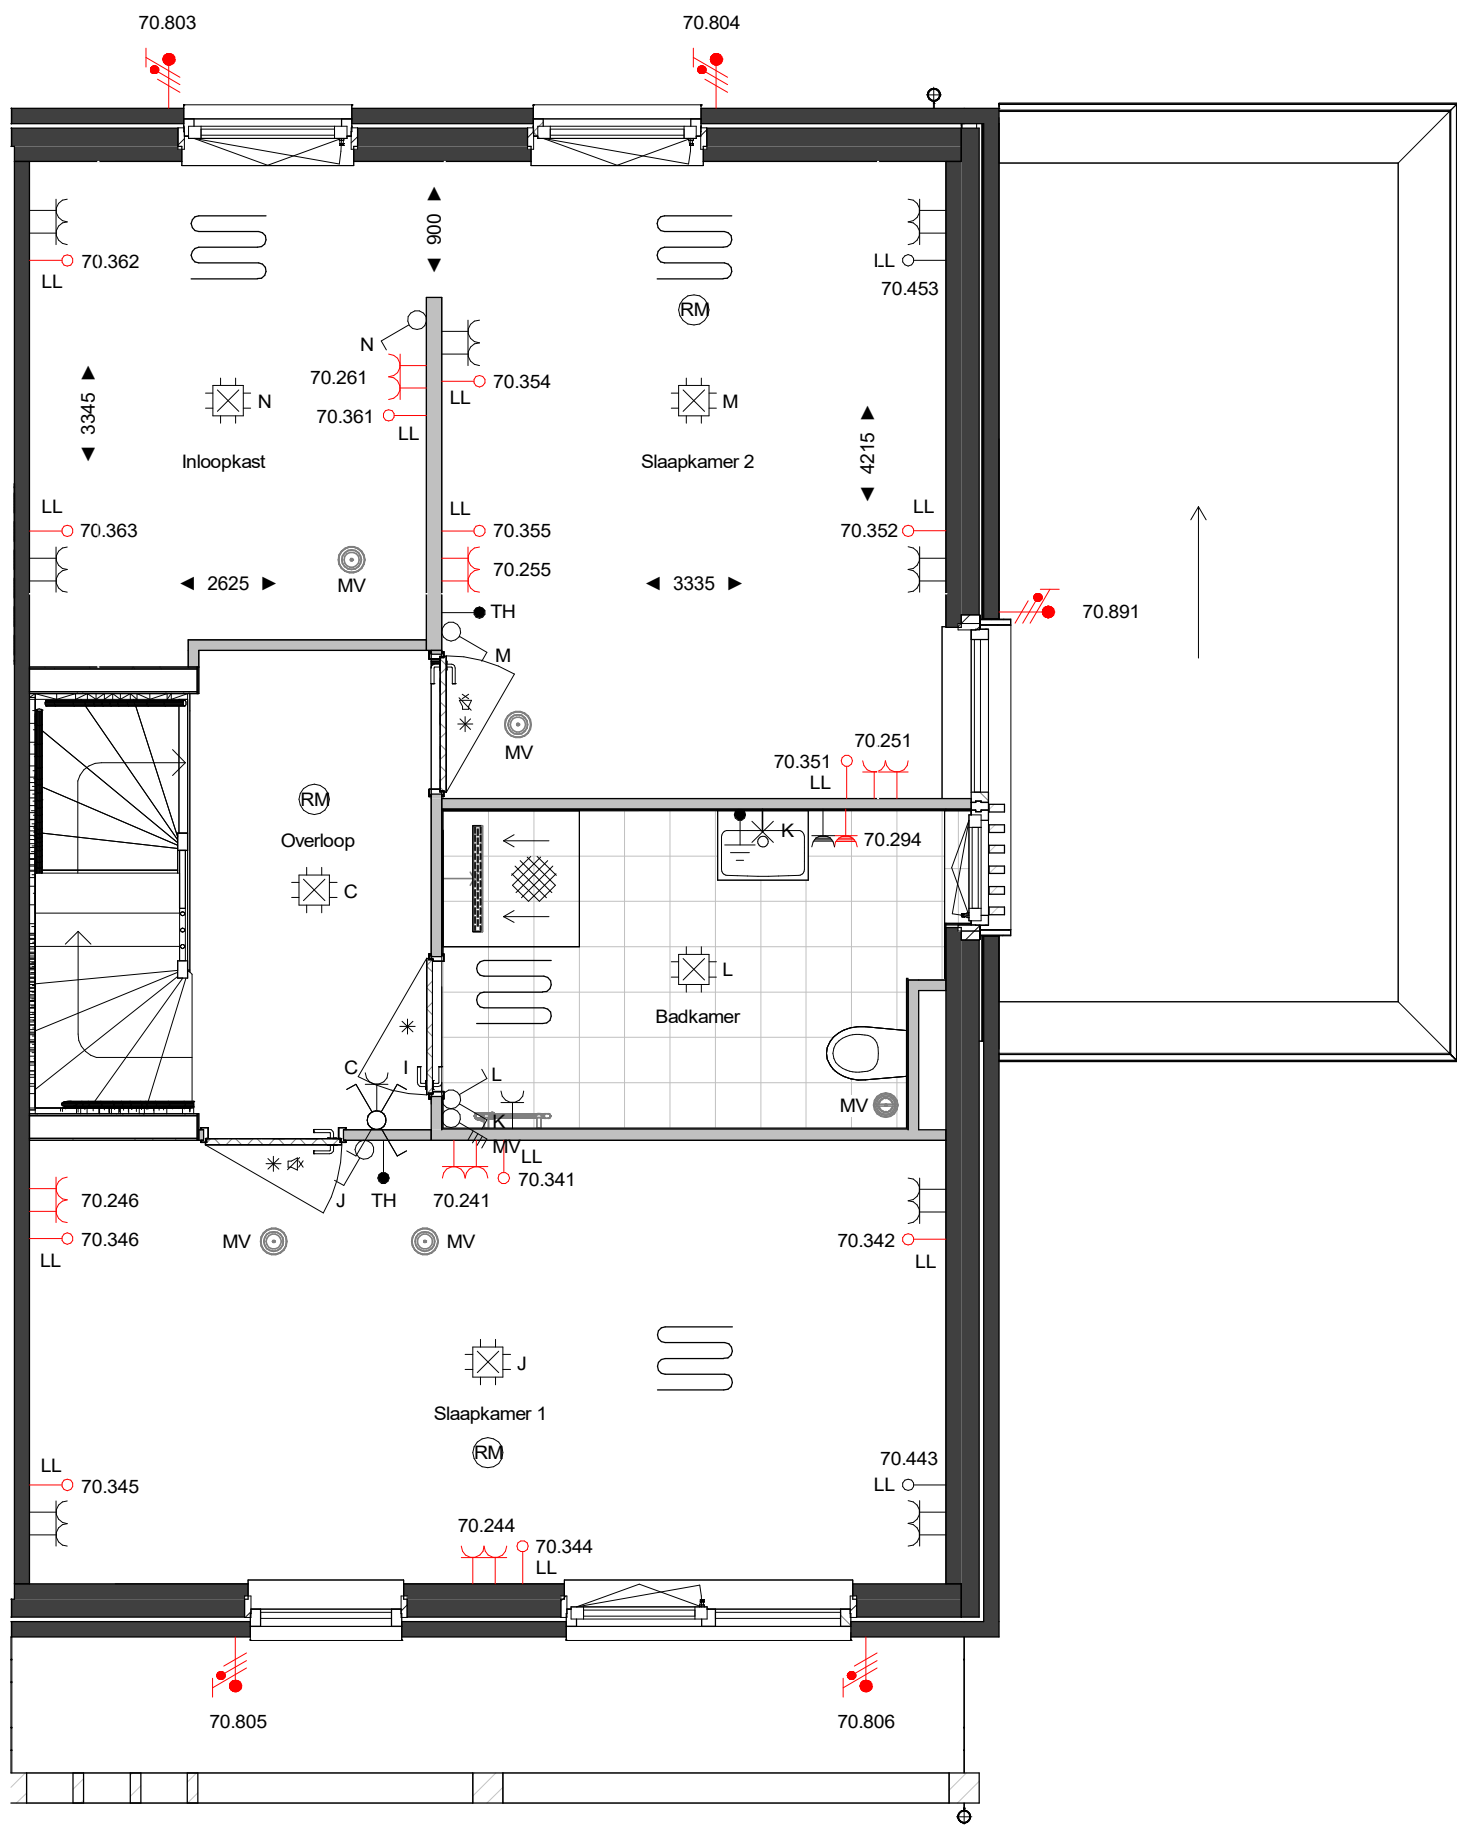 70.803
70.804
900
70.362
LL
LL
70.453
RM
N
70.261
70.354
LL
3345
N
70.361
LL
M
4215
Inloopkast
Slaapkamer 2
LL
70.363
LL
70.355
LL
70.352
70.255
MV
2625
3335
TH
70.891
M
MV
70.251
70.351
LL
RM
Overloop
K
70.294
C
L
Badkamer
C
I
L
K
MV
MV
LL
70.246
J
TH
70.241
70.341
70.346
LL
MV
MV
70.342
LL
J
Slaapkamer 1
RM
LL
70.345
70.443
LL
70.244
70.344
LL
70.805
70.806